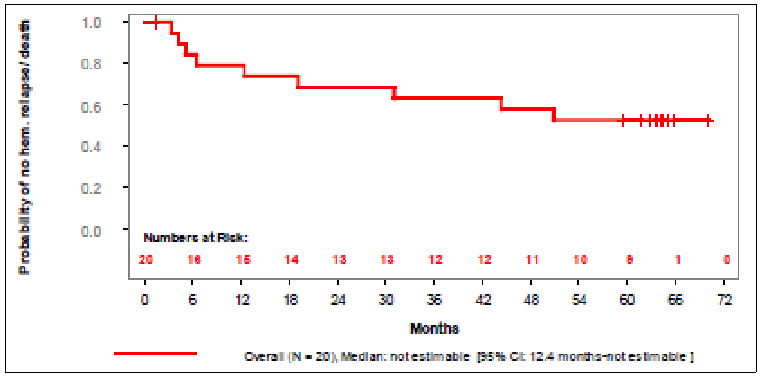 Probability of no hem. relapse/ death
1.0
0.8
0.6
0.4
0.2
0.0
Numbers at Risk:
20 16 15 14 13 13 12 12 11 10 9 1 0
0 6 12 18 24 30 36 42 48 54 60 66 72
Months
Overall (N = 20), Median: not estimable [95% CI: 12.4 months-not estimable ]